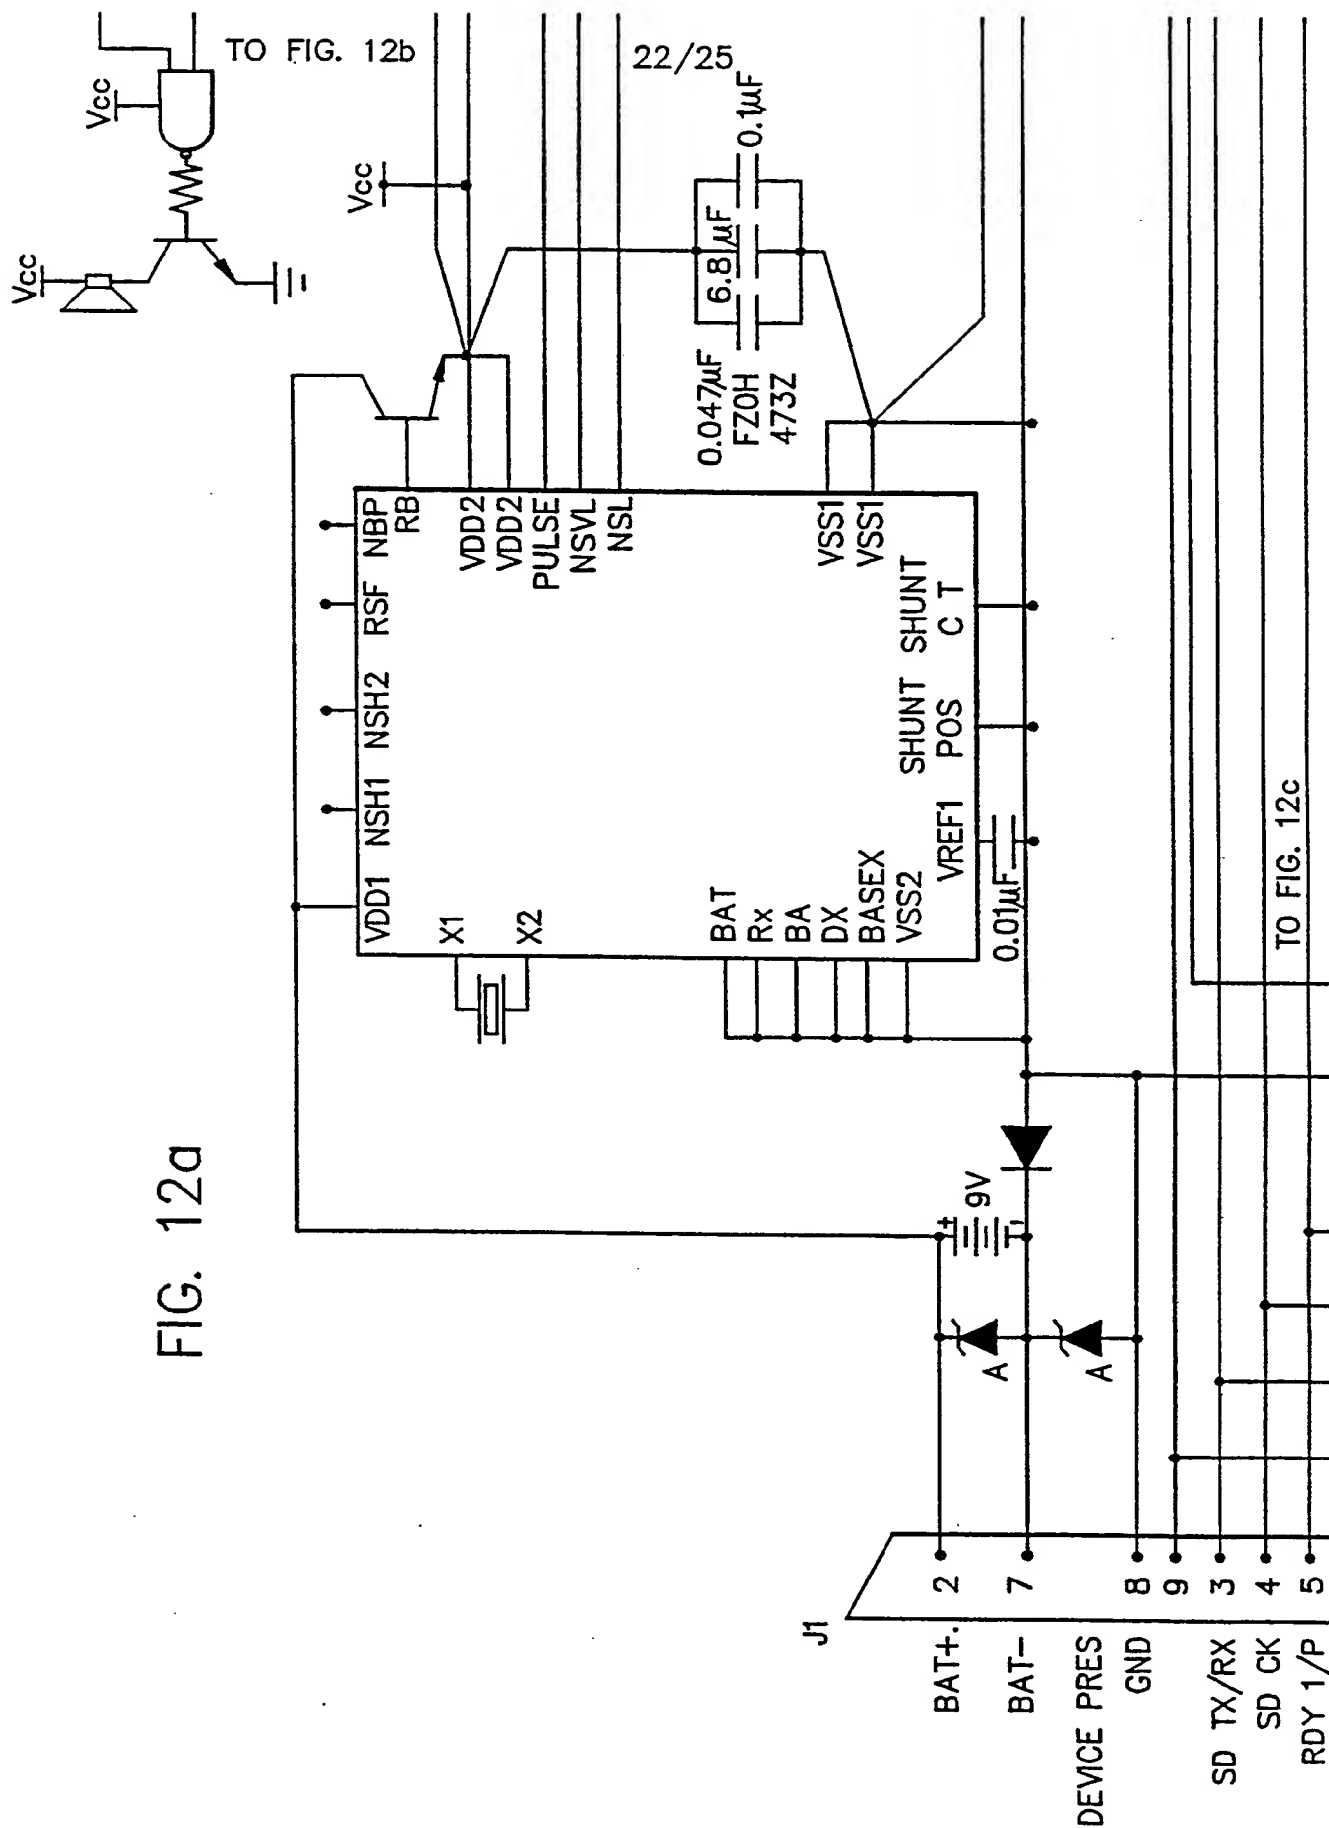 TO FIG. 12b
22/25
Vcc
Vcc
Vcc
0.1µF
6.8µF
0.047µF
FZ0H
473Z
NBP
RB
RSF
NSH2
NSH1
VDD1
VDD2
VDD2
PULSE
NSVL
NSL
VSS1
VSS1
SHUNT
C T
SHUNT
POS
VREF1
0.01µF
X1
X2
BAT
Rx
BA
DX
BASEX
VSS2
TO FIG. 12c
FIG. 12a
+
9V
-
A
A
J1
BAT+. 2
BAT- 7
DEVICE PRES
GND 8
9
SD TX/RX 3
SD CK 4
RDY 1/P 5